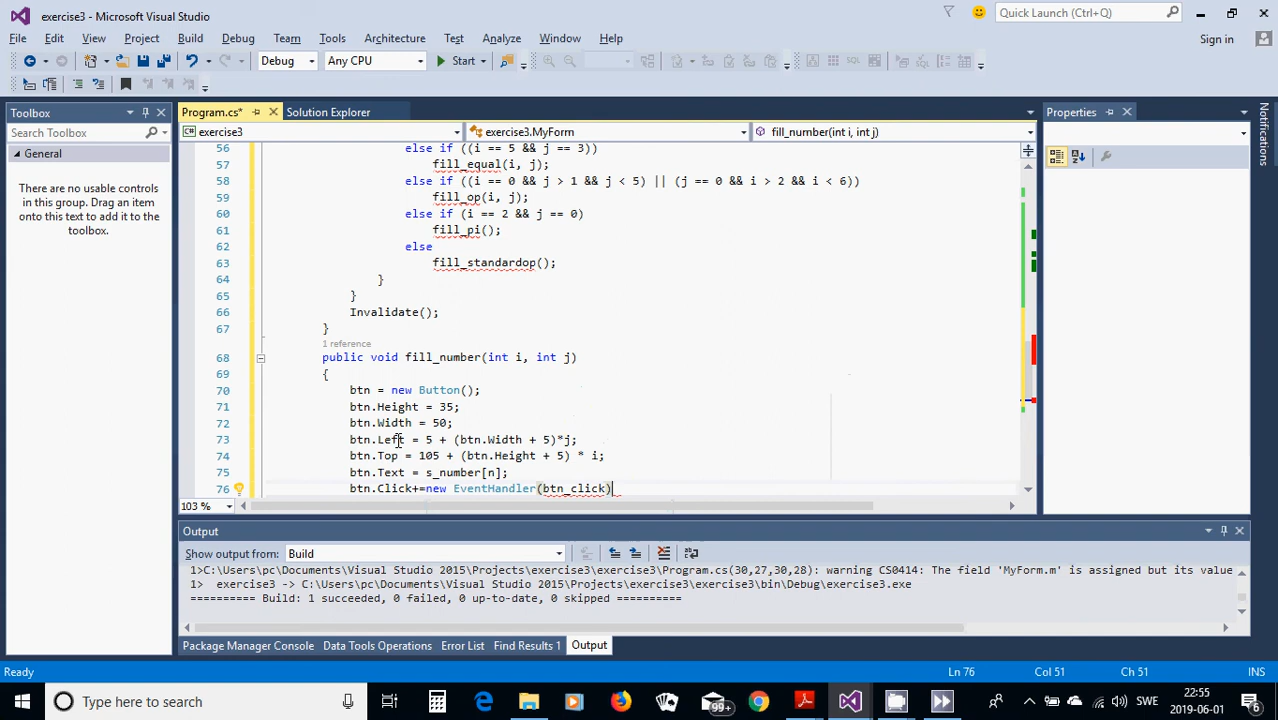 exercise3 - Microsoft Visual Studio
Quick Launch (Ctrl+Q)
File Edit View Project Build Debug Team Tools Architecture Test Analyze Window Help
Sign in
Debug Any CPU Start
Toolbox
Program.cs* Solution Explorer
Properties
Notifications
Search Toolbox
exercise3 exercise3.MyForm fill_number(int i, int j)
General
There are no usable controls
in this group. Drag an item
onto this text to add it to the
toolbox.
56 else if ((i == 5 && j == 3))
57 fill_equal(i, j);
58 else if ((i == 0 && j > 1 && j < 5) || (j == 0 && i > 2 && i < 6))
59 fill_op(i, j);
60 else if (i == 2 && j == 0)
61 fill_pi();
62 else
63 fill_standardop();
64 }
65 }
66 Invalidate();
67 }
1 reference
68 public void fill_number(int i, int j)
69 {
70 btn = new Button();
71 btn.Height = 35;
72 btn.Width = 50;
73 btn.Left = 5 + (btn.Width + 5)*j;
74 btn.Top = 105 + (btn.Height + 5) * i;
75 btn.Text = s_number[n];
76 btn.Click+=new EventHandler(btn_click)
103 %
Output
Show output from: Build
1>C:\Users\pc\Documents\Visual Studio 2015\Projects\exercise3\exercise3\Program.cs(30,27,30,28): warning CS0414: The field 'MyForm.m' is assigned but its value
1> exercise3 -> C:\Users\pc\Documents\Visual Studio 2015\Projects\exercise3\exercise3\bin\Debug\exercise3.exe
========== Build: 1 succeeded, 0 failed, 0 up-to-date, 0 skipped ==========
Package Manager Console Data Tools Operations Error List Find Results 1 Output
Ready Ln 76 Col 51 Ch 51 INS
Type here to search
99+
SWE
22:55
2019-06-01
6